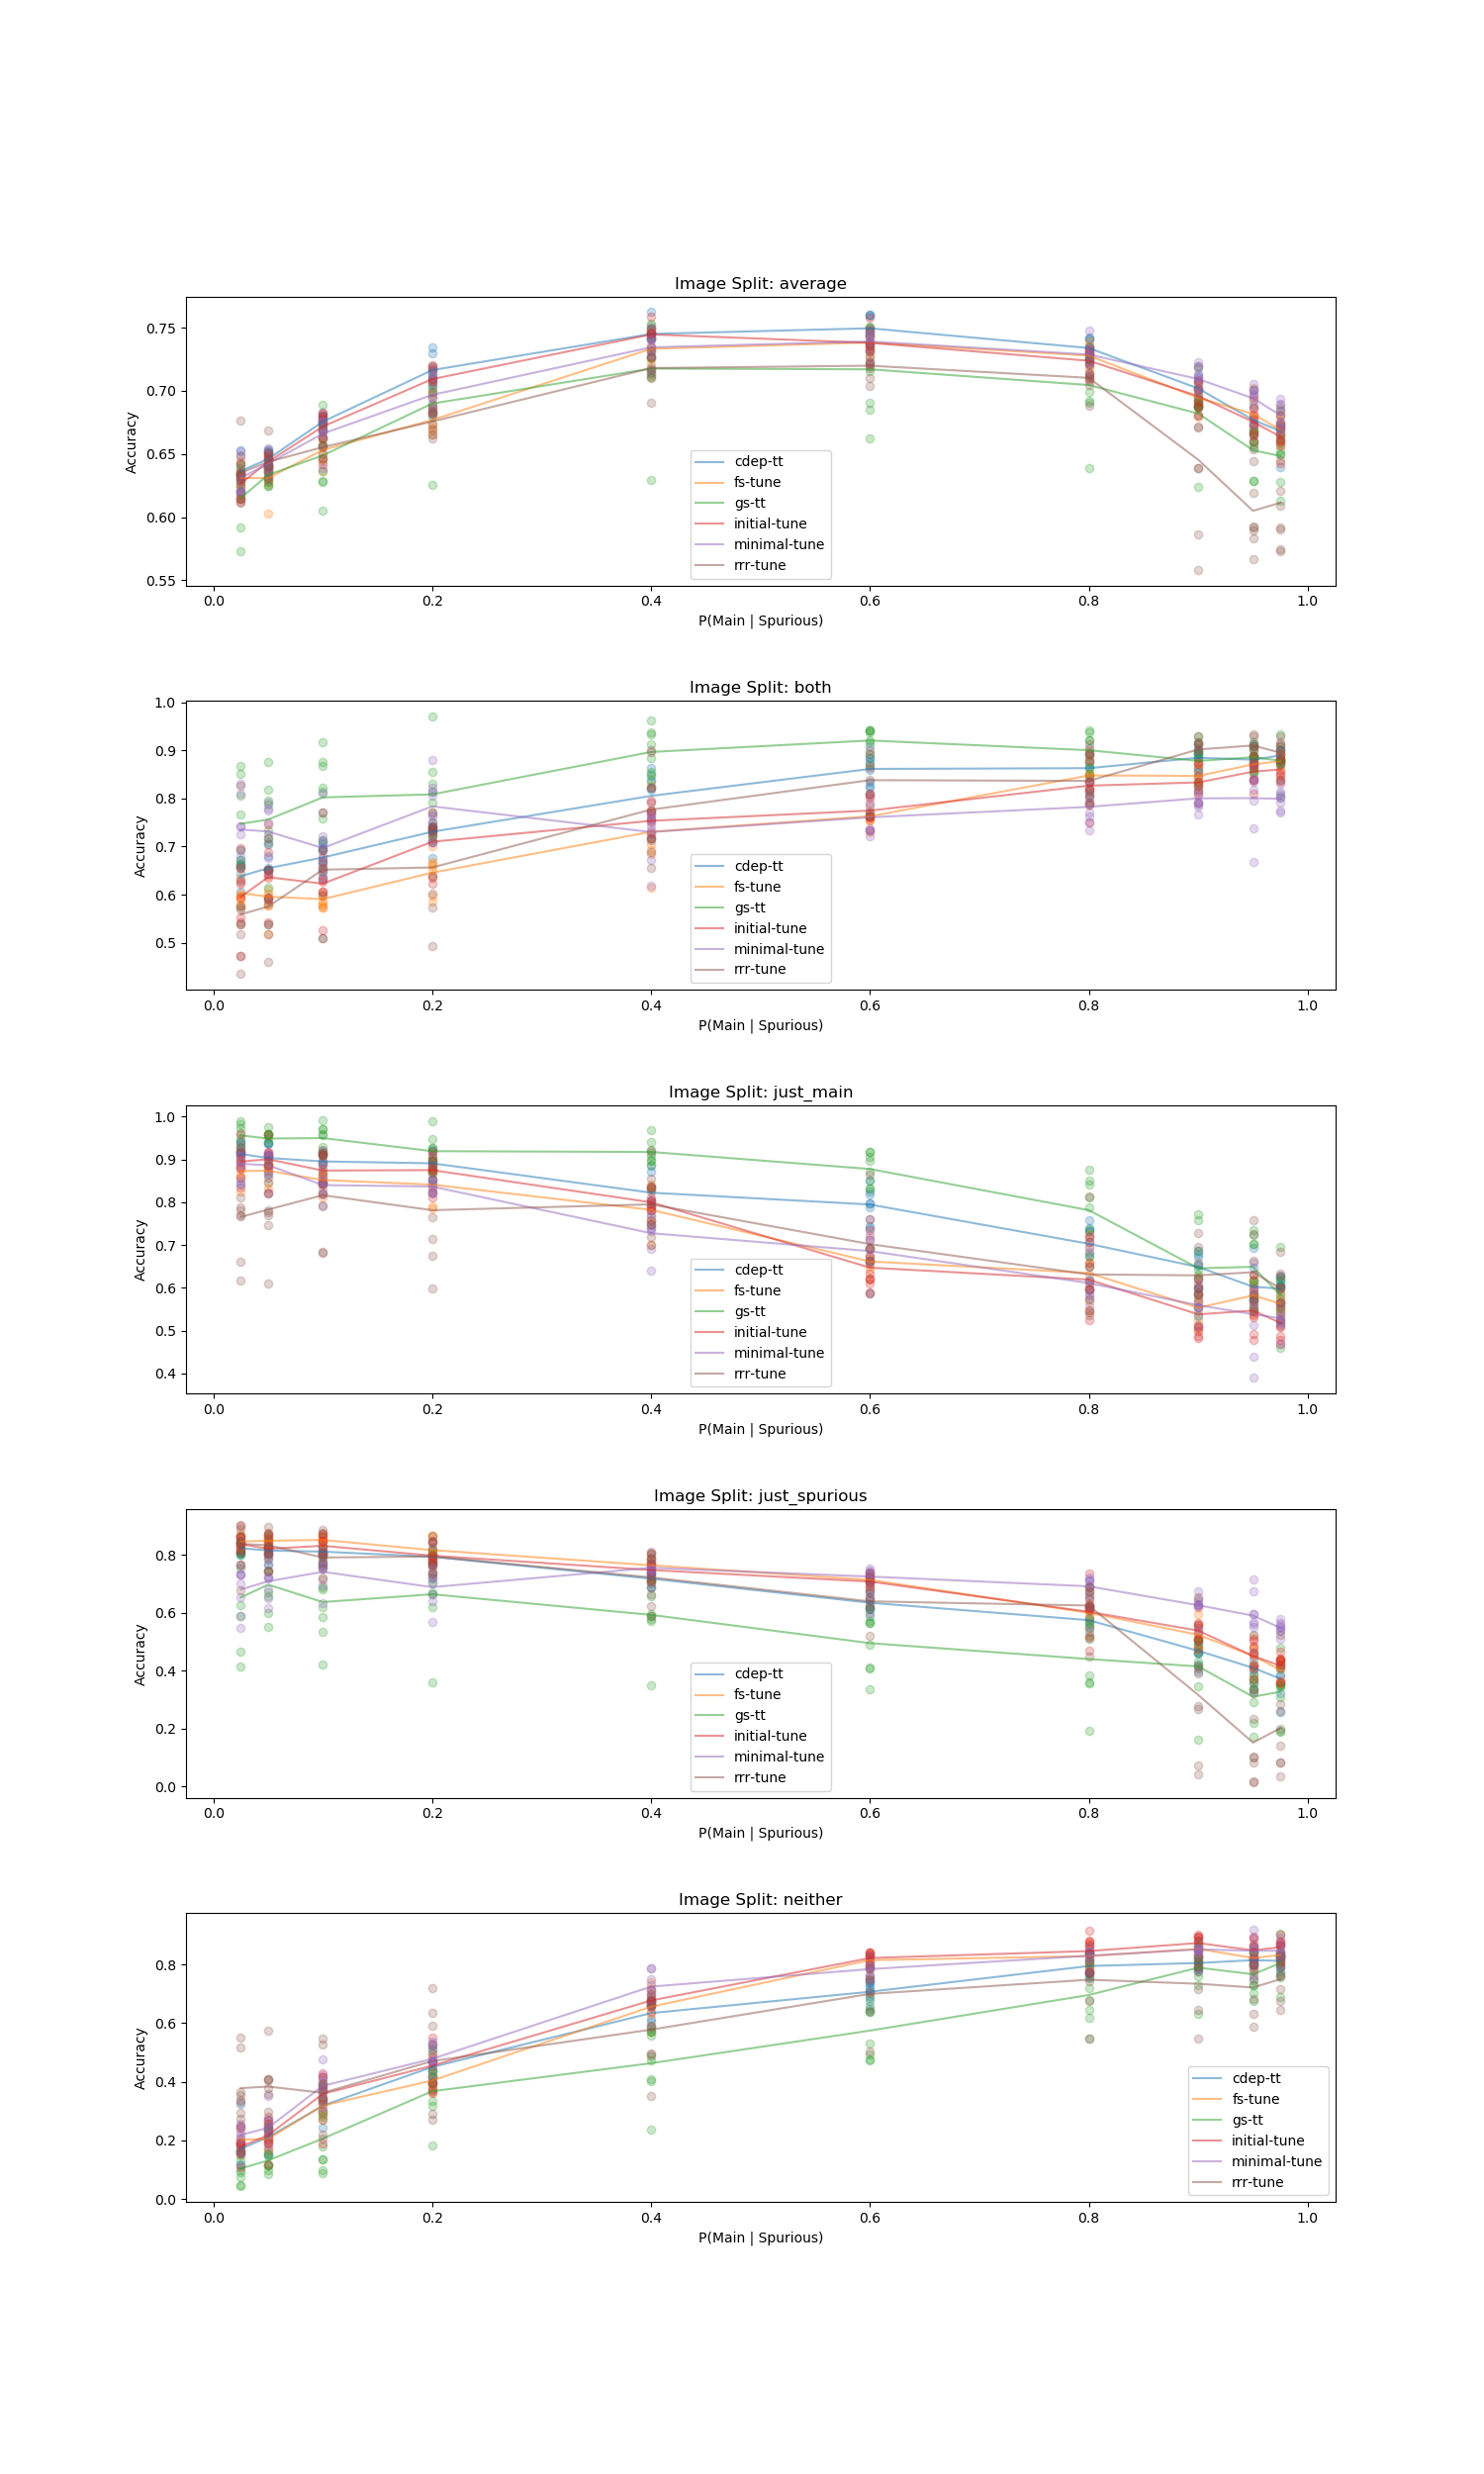 Image Split: average
0.75
0.70
0.65
0.60
0.55
Accuracy
cdep-tt
fs-tune
gs-tt
initial-tune
minimal-tune
rrr-tune
0.0 0.2 0.4 0.6 0.8 1.0
P(Main | Spurious)
Image Split: both
1.0
0.9
0.8
0.7
0.6
0.5
Accuracy
cdep-tt
fs-tune
gs-tt
initial-tune
minimal-tune
rrr-tune
0.0 0.2 0.4 0.6 0.8 1.0
P(Main | Spurious)
Image Split: just_main
1.0
0.9
0.8
0.7
0.6
0.5
0.4
Accuracy
cdep-tt
fs-tune
gs-tt
initial-tune
minimal-tune
rrr-tune
0.0 0.2 0.4 0.6 0.8 1.0
P(Main | Spurious)
Image Split: just_spurious
0.8
0.6
0.4
0.2
0.0
Accuracy
cdep-tt
fs-tune
gs-tt
initial-tune
minimal-tune
rrr-tune
0.0 0.2 0.4 0.6 0.8 1.0
P(Main | Spurious)
Image Split: neither
0.8
0.6
0.4
0.2
0.0
Accuracy
cdep-tt
fs-tune
gs-tt
initial-tune
minimal-tune
rrr-tune
0.0 0.2 0.4 0.6 0.8 1.0
P(Main | Spurious)